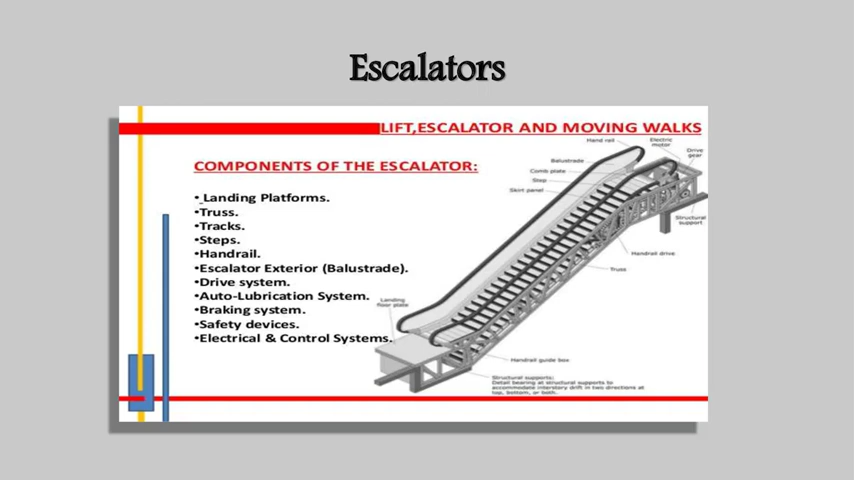 Escalators
LIFT,ESCALATOR AND MOVING WALKS
COMPONENTS OF THE ESCALATOR:
• Landing Platforms.
•Truss.
•Tracks.
•Steps.
•Handrail.
•Escalator Exterior (Balustrade).
•Drive system.
•Auto-Lubrication System.
•Braking system.
•Safety devices.
•Electrical & Control Systems.
Hand rail
Electric
motor
Drive
gear
Balustrade
Comb plate
Step
Skirt panel
Structural
support
Handrail drive
Truss
Landing
floor plate
Handrail guide box
Structural supports:
Detail bearing at structural supports to
accommodate interstory drift in two directions at
top, bottom, or both.